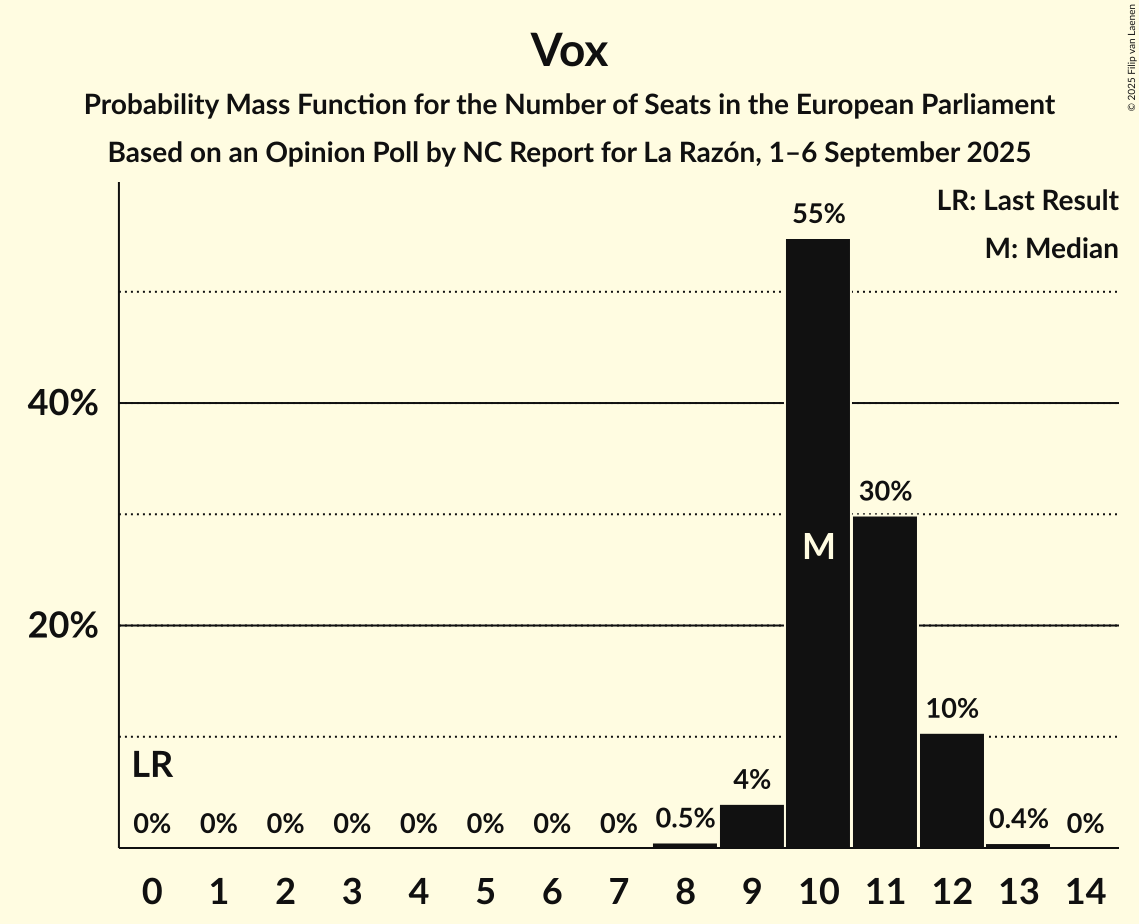 Vox
Probability Mass Function for the Number of Seats in the European Parliament
Based on an Opinion Poll by NC Report for La Razón, 1–6 September 2025
© 2025 Filip van Laenen
LR: Last Result
M: Median
55%
40%
30%
M
20%
10%
LR
4%
0% 0% 0% 0% 0% 0% 0% 0% 0.5% 0.4% 0%
0 1 2 3 4 5 6 7 8 9 10 11 12 13 14